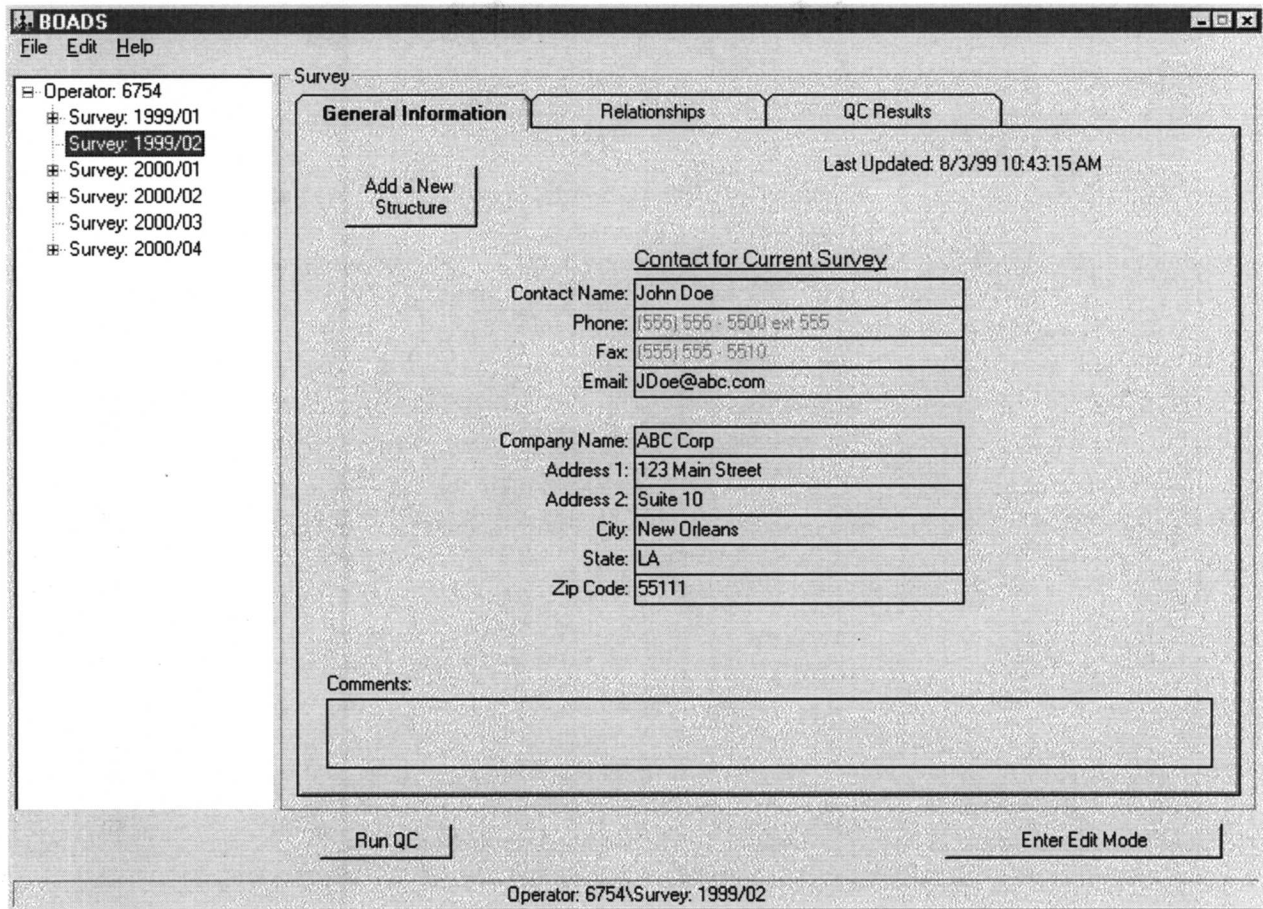 BOADS
File Edit Help
Operator: 6754
Survey: 1999/01
Survey: 1999/02
Survey: 2000/01
Survey: 2000/02
Survey: 2000/03
Survey: 2000/04
Survey
General Information Relationships QC Results
Last Updated: 8/3/99 10:43:15 AM
Add a New
Structure
Contact for Current Survey
Contact Name: John Doe
Phone: (555) 555 - 5500 ext 555
Fax: (555) 555 - 5510
Email: JDoe@abc.com
Company Name: ABC Corp
Address 1: 123 Main Street
Address 2: Suite 10
City: New Orleans
State: LA
Zip Code: 55111
Comments:
Run QC Enter Edit Mode
Operator: 6754\Survey: 1999/02